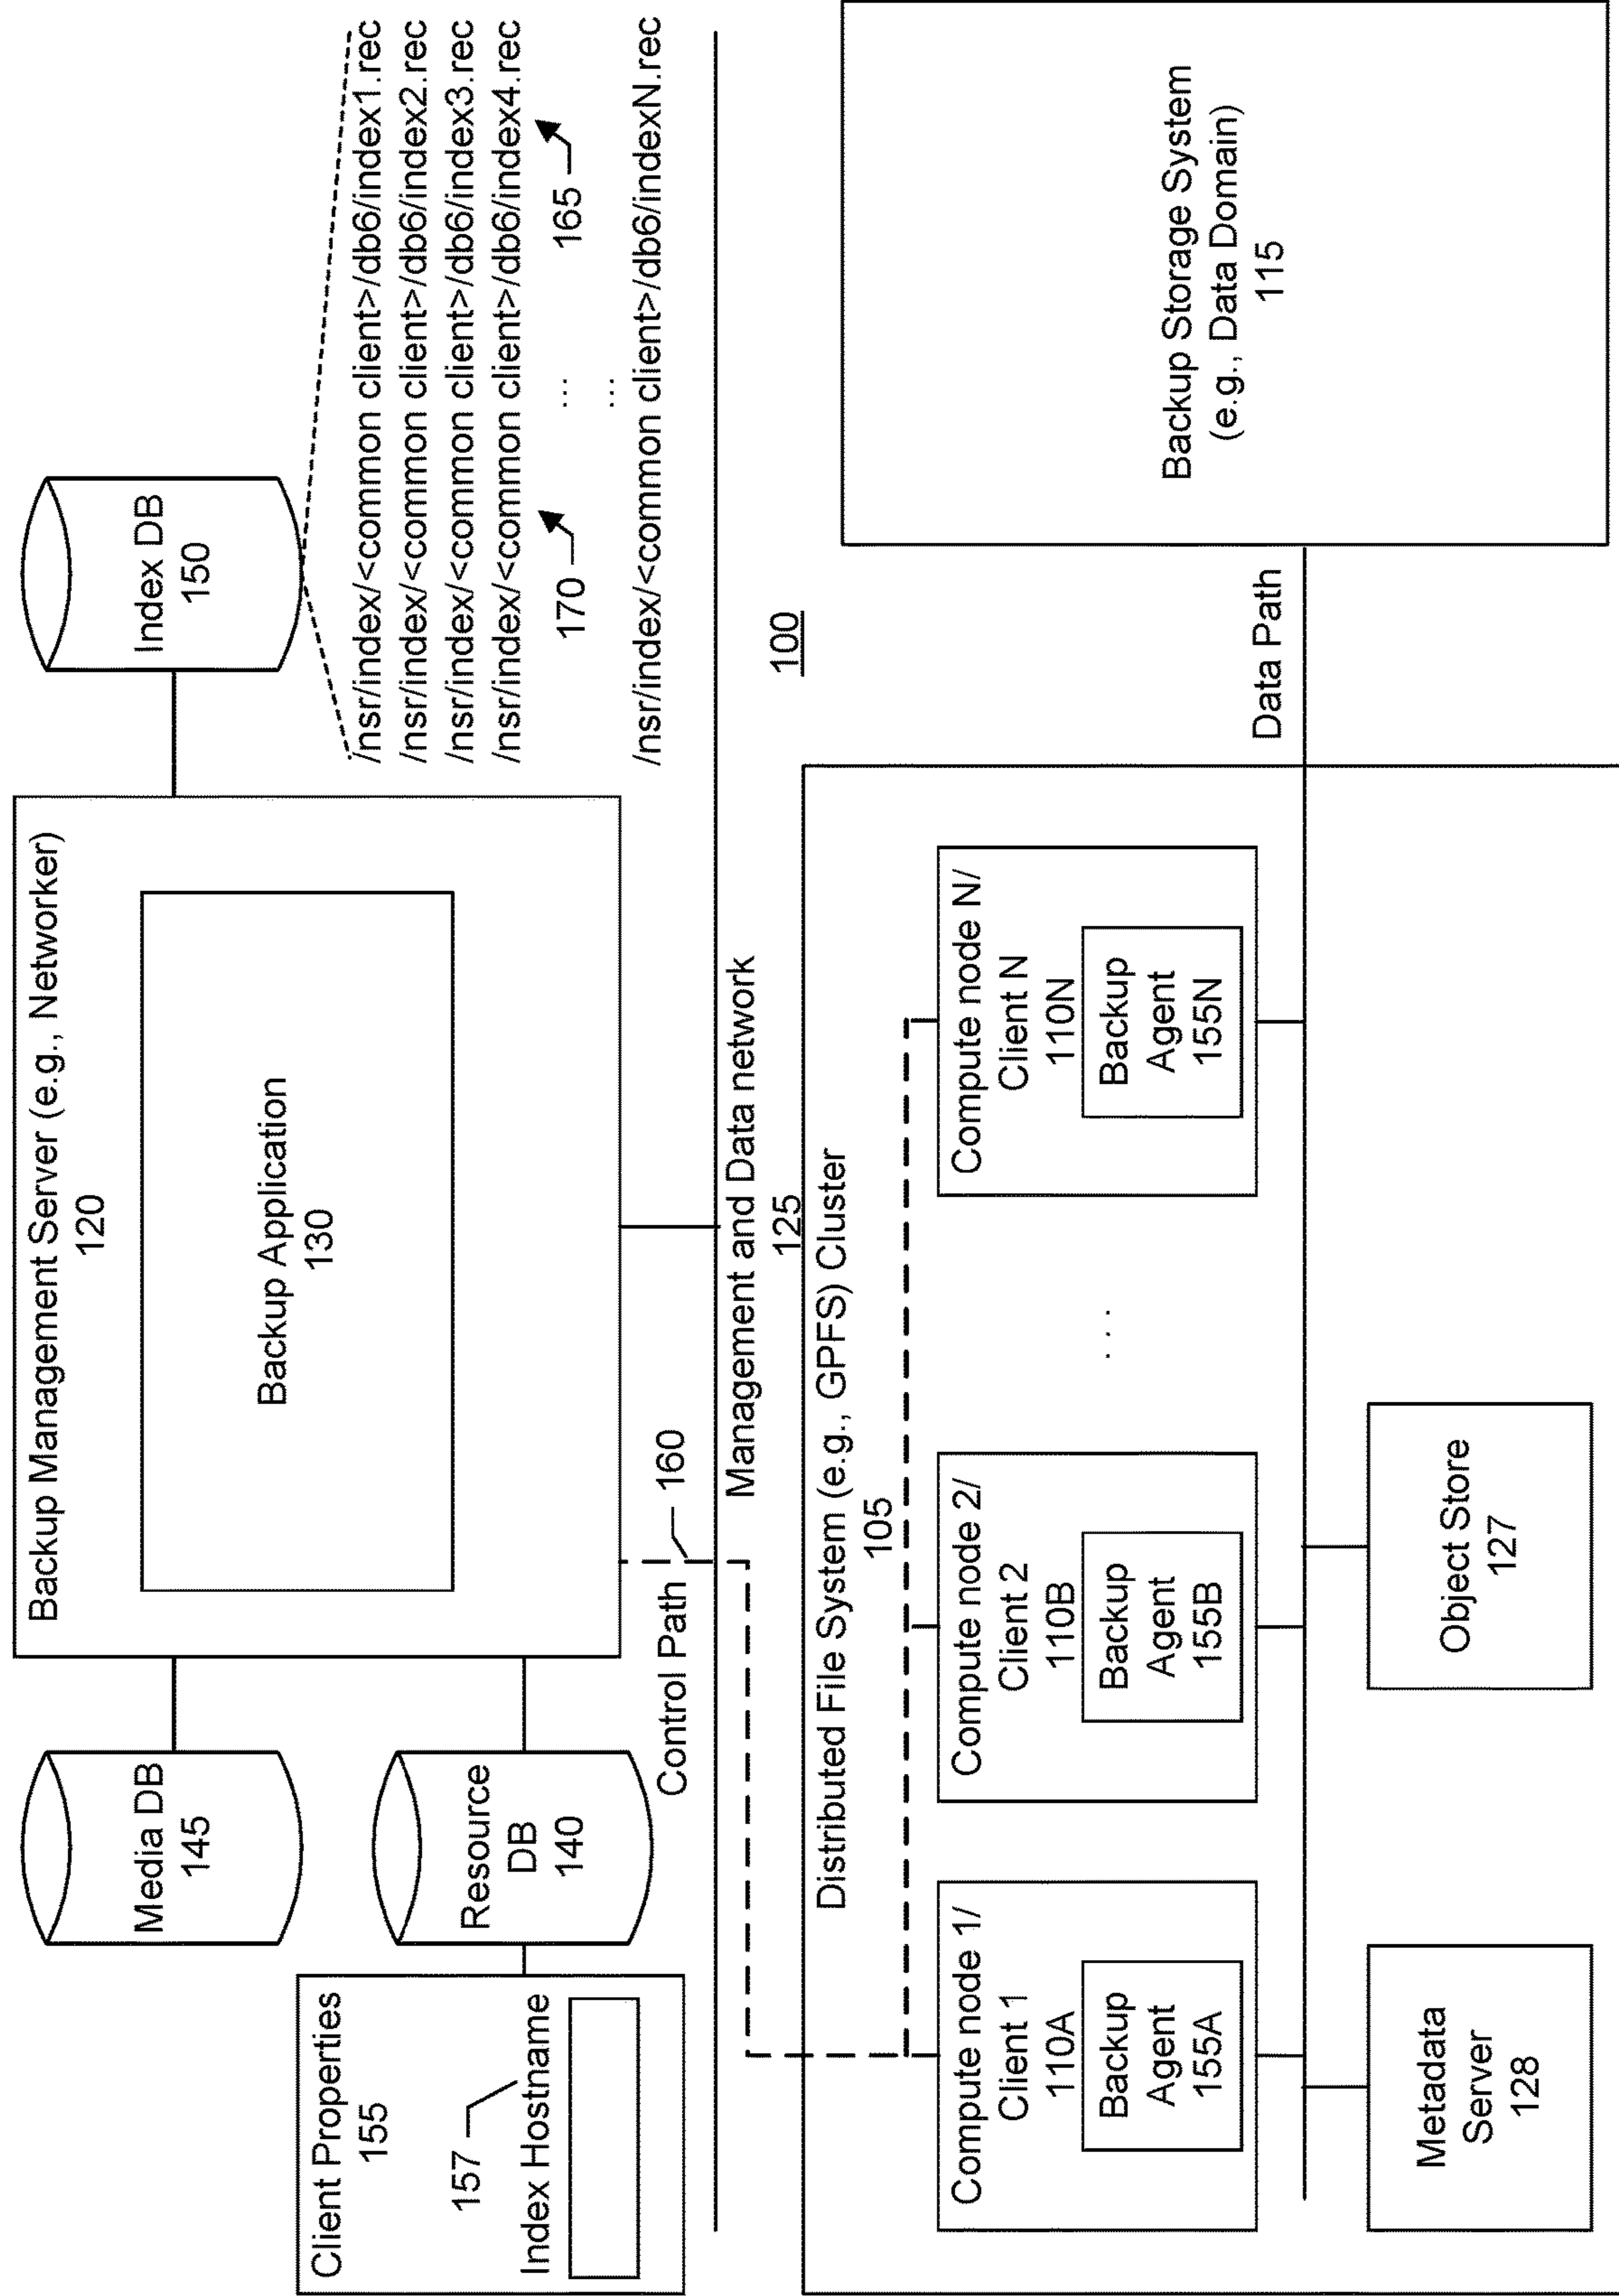 Backup Management Server (e.g., Networker)
120
Backup Application
130
Media DB
145
Resource
DB
140
Client Properties
155
157
Index Hostname
Index DB
150
/nsr/index/<common client>/db6/index1.rec
/nsr/index/<common client>/db6/index2.rec
/nsr/index/<common client>/db6/index3.rec
/nsr/index/<common client>/db6/index4.rec
170
...
165
...
/nsr/index/<common client>/db6/indexN.rec
Control Path
160
Management and Data network
125
100
Distributed File System (e.g., GPFS) Cluster
105
Compute node 1/
Client 1
110A
Backup
Agent
155A
Compute node 2/
Client 2
110B
Backup
Agent
155B
...
Compute node N/
Client N
110N
Backup
Agent
155N
Data Path
Metadata
Server
128
Object Store
127
Backup Storage System
(e.g., Data Domain)
115